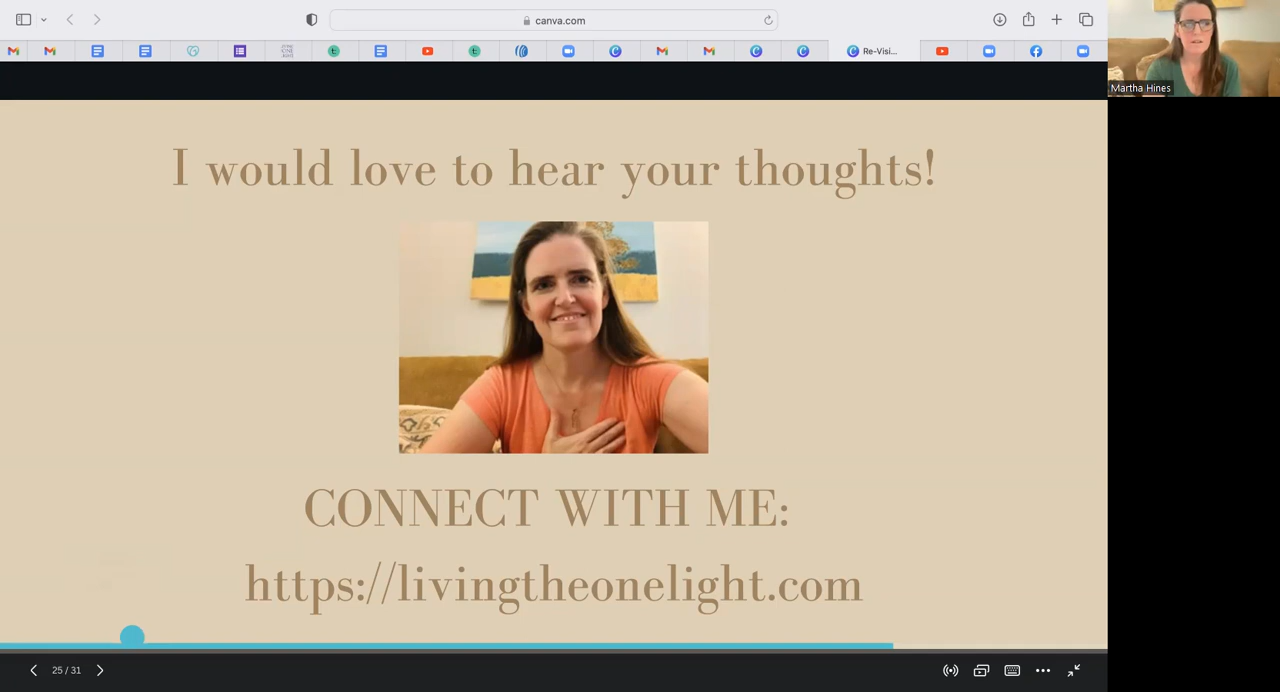 canva.com
Re-Visi...
Martha Hines
I would love to hear your thoughts!
CONNECT WITH ME:
https://livingtheonelight.com
25 / 31